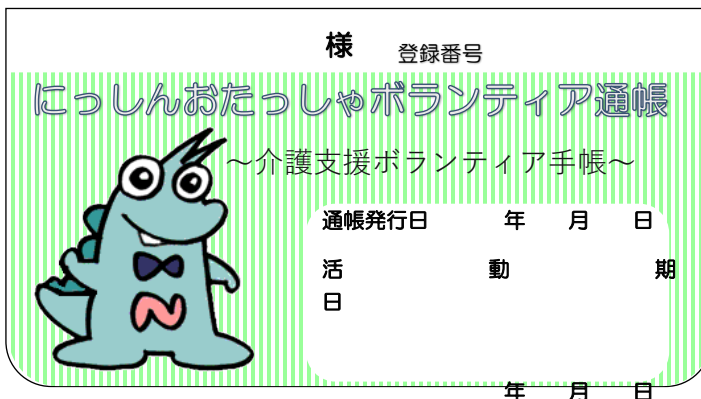 様 登録番号
にっしんおたっしゃボランティア通帳
～介護支援ボランティア手帳～
通帳発行日 年 月 日
活 動 期
日
年 月 日
N